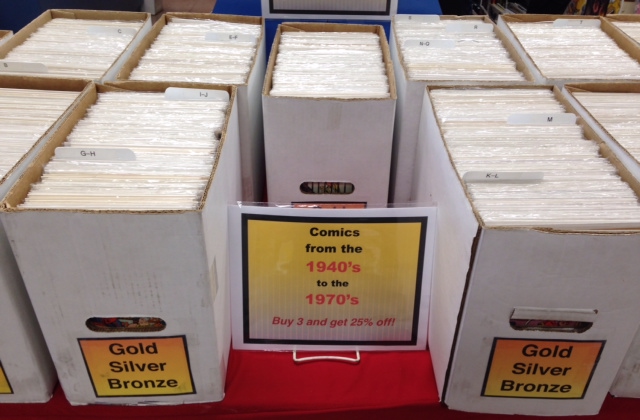 C
E-F
I-J
G-H
M
K-L
Comics
from the
1940's
to the
1970's
Buy 3 and get 25% off!
Gold
Silver
Bronze
Gold
Silver
Bronze